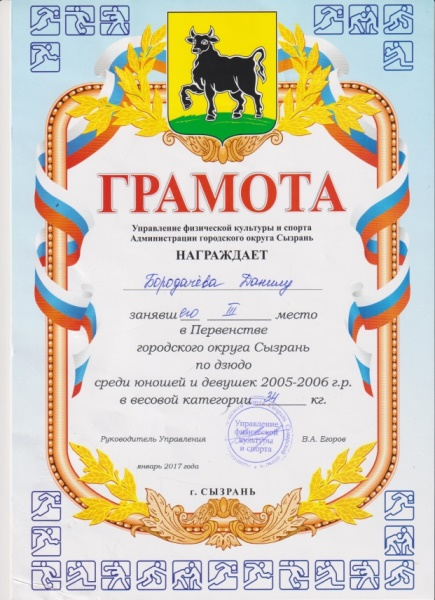 ГРАМОТА
Управление физической культуры и спорта
Администрации городского округа Сызрань
НАГРАЖДАЕТ
Бородачёва Данилу
занявшего III место
в Первенстве
городского округа Сызрань
по дзюдо
среди юношей и девушек 2005-2006 г.р.
в весовой категории 34 кг.
Управление
физической
культуры
и спорта
Руководитель Управления В.А. Егоров
январь 2017 года
г. СЫЗРАНЬ